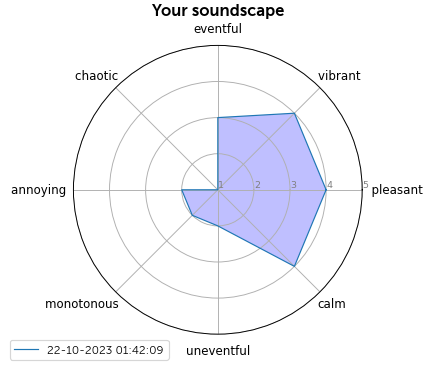 Your soundscape
eventful
chaotic
vibrant
annoying
1 2 3 4 5
pleasant
monotonous
calm
22-10-2023 01:42:09
uneventful